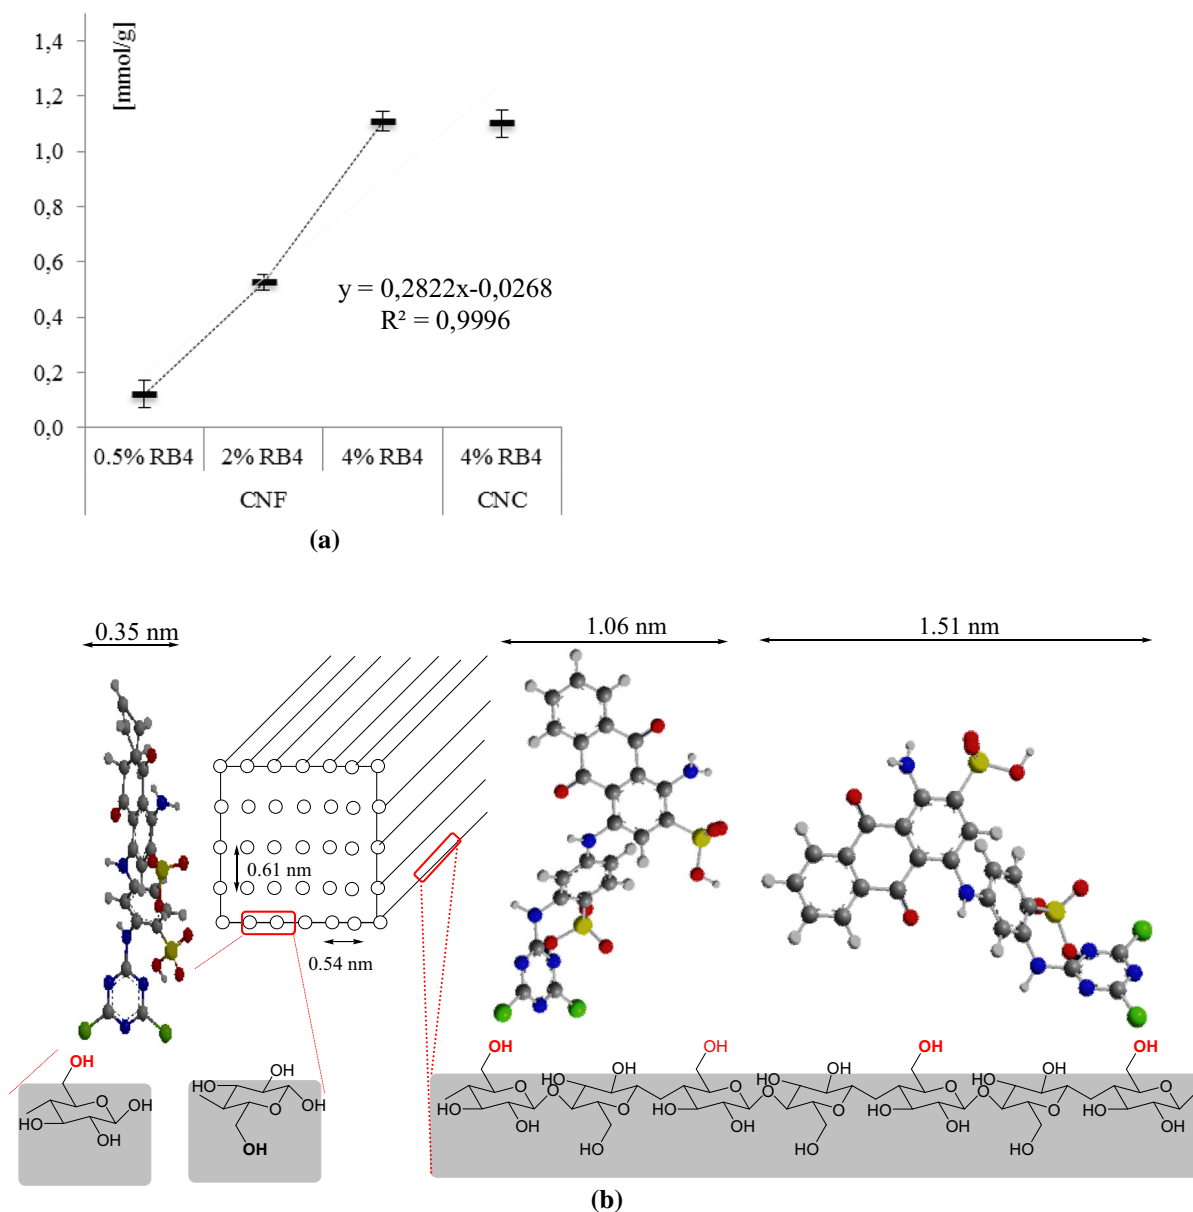 [mmol/g]
1,4
1,2
1,0
0,8
0,6
0,4
0,2
0,0
y = 0,2822x-0,0268
R² = 0,9996
0.5% RB4
2% RB4
4% RB4
4% RB4
CNF
CNC
(a)
0.35 nm
1.06 nm
1.51 nm
0.61 nm
0.54 nm
OH
O
HO
HO
OH
OH
HO
OH
O
HO
OH
OH
OH
OH
OH
OH
HO
OH
O
HO
OH
O
HO
OH
O
HO
O
HO
OH
O
HO
OH
O
HO
O
HO
OH
O
HO
OH
O
HO
O
HO
OH
O
HO
OH
(b)